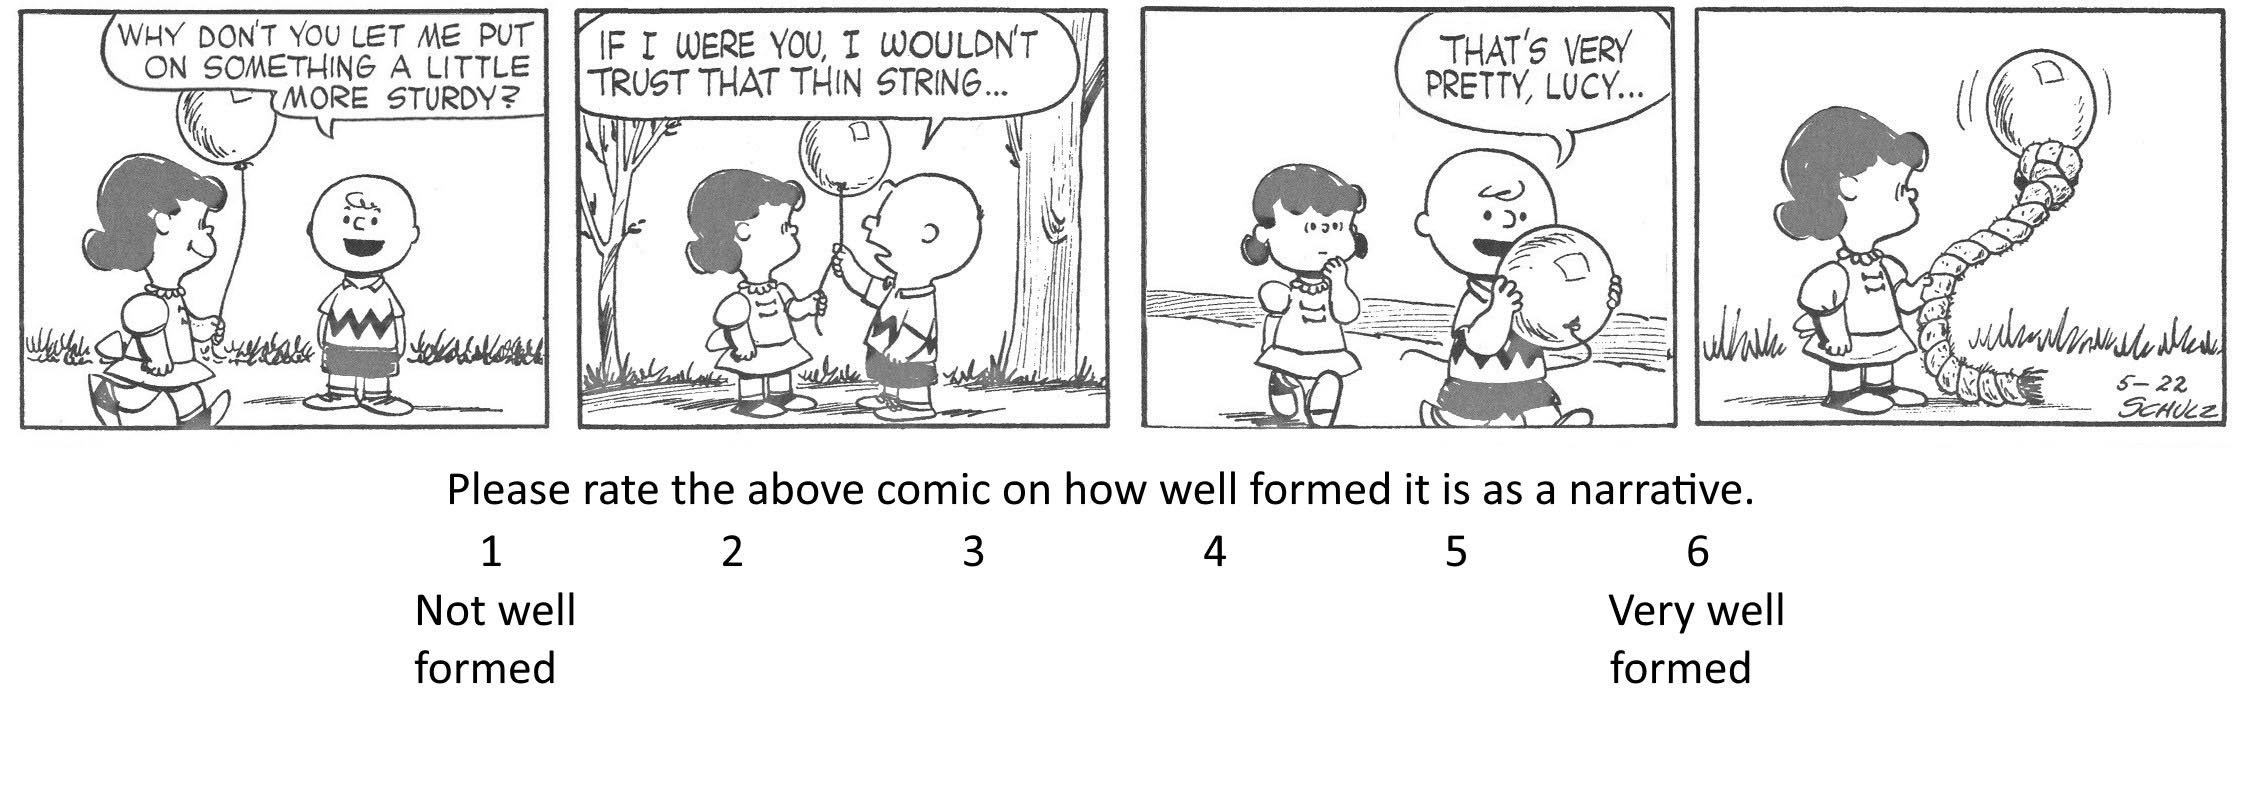 WHY DON'T YOU LET ME PUT
ON SOMETHING A LITTLE
MORE STURDY?
IF I WERE YOU, I WOULDN'T
TRUST THAT THIN STRING...
THAT'S VERY
PRETTY, LUCY...
5-22
SCHULZ
Please rate the above comic on how well formed it is as a narrative.
1 2 3 4 5 6
Not well
formed
Very well
formed